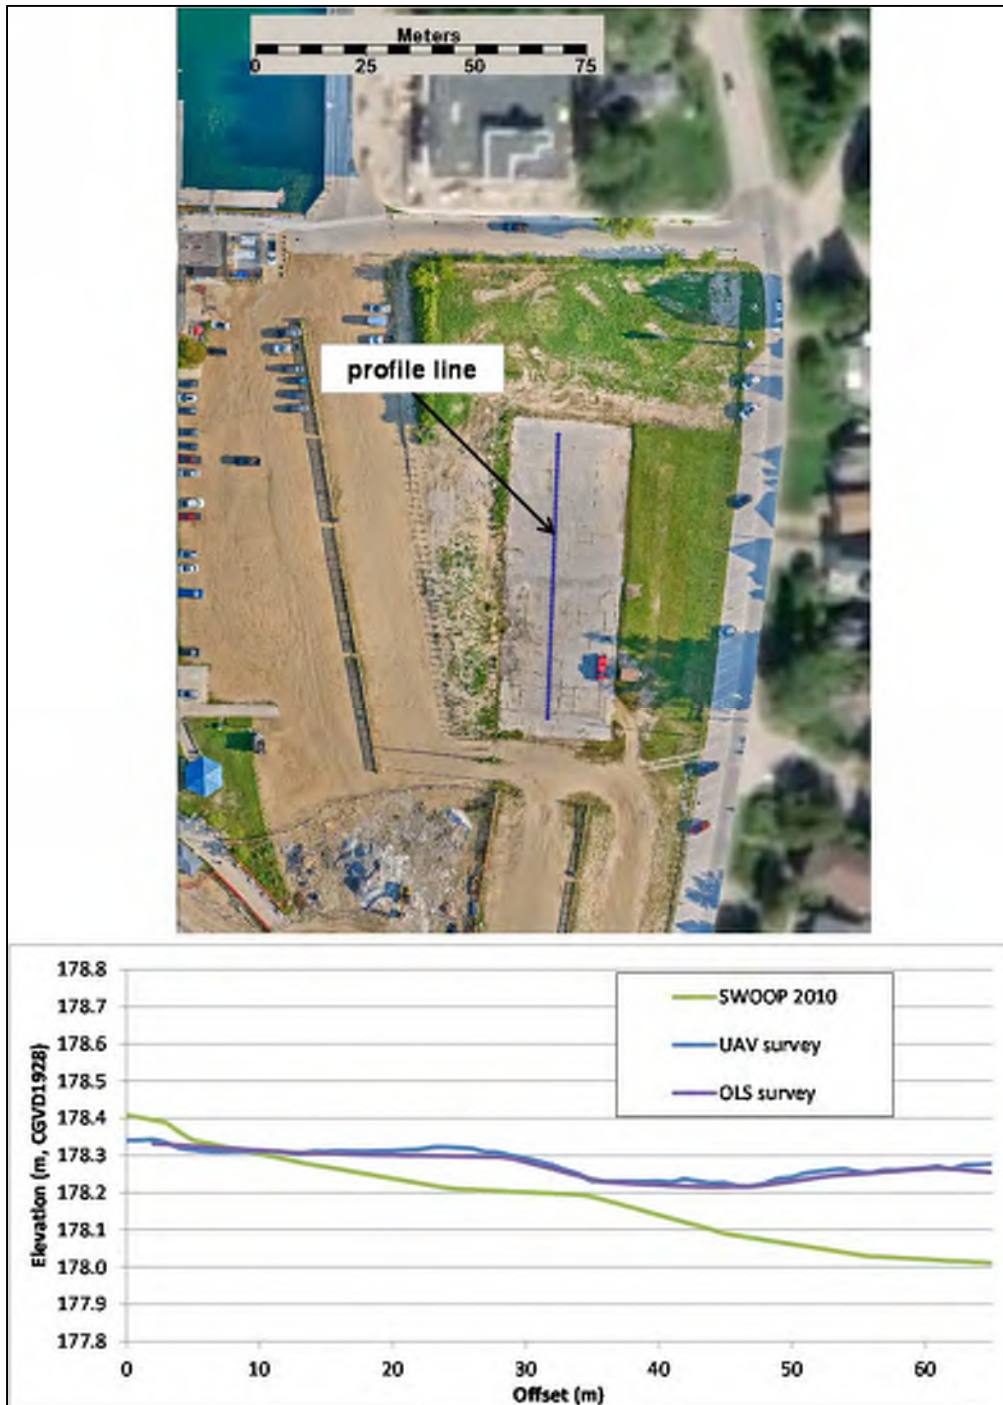 Meters
0 25 50 75
profile line
178.8
178.7
178.6
178.5
178.4
178.3
178.2
178.1
178.0
177.9
177.8
Elevation (m, CGVD1928)
SWOOP 2010
UAV survey
OLS survey
0 10 20 30 40 50 60
Offset (m)